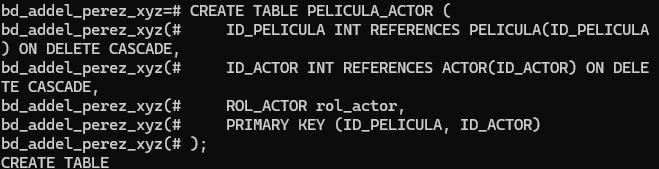 bd_addel_perez_xyz=# CREATE TABLE PELICULA_ACTOR (
bd_addel_perez_xyz(#     ID_PELICULA INT REFERENCES PELICULA(ID_PELICULA
) ON DELETE CASCADE,
bd_addel_perez_xyz(#     ID_ACTOR INT REFERENCES ACTOR(ID_ACTOR) ON DELE
TE CASCADE,
bd_addel_perez_xyz(#     ROL_ACTOR rol_actor,
bd_addel_perez_xyz(#     PRIMARY KEY (ID_PELICULA, ID_ACTOR)
bd_addel_perez_xyz(# );
CREATE TABLE